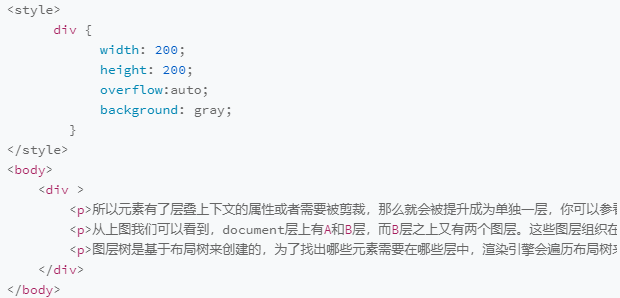 <style>
div {
width: 200;
height: 200;
overflow:auto;
background: gray;
}
</style>
<body>
<div >
<p>所以元素有了层叠上下文的属性或者需要被剪裁，那么就会被提升成为单独一层，你可以参看
<p>从上图我们可以看到，document层上有A和B层，而B层之上又有两个图层。这些图层组织在
<p>图层树是基于布局树来创建的，为了找出哪些元素需要在哪些层中，渲染引擎会遍历布局树来
</div>
</body>